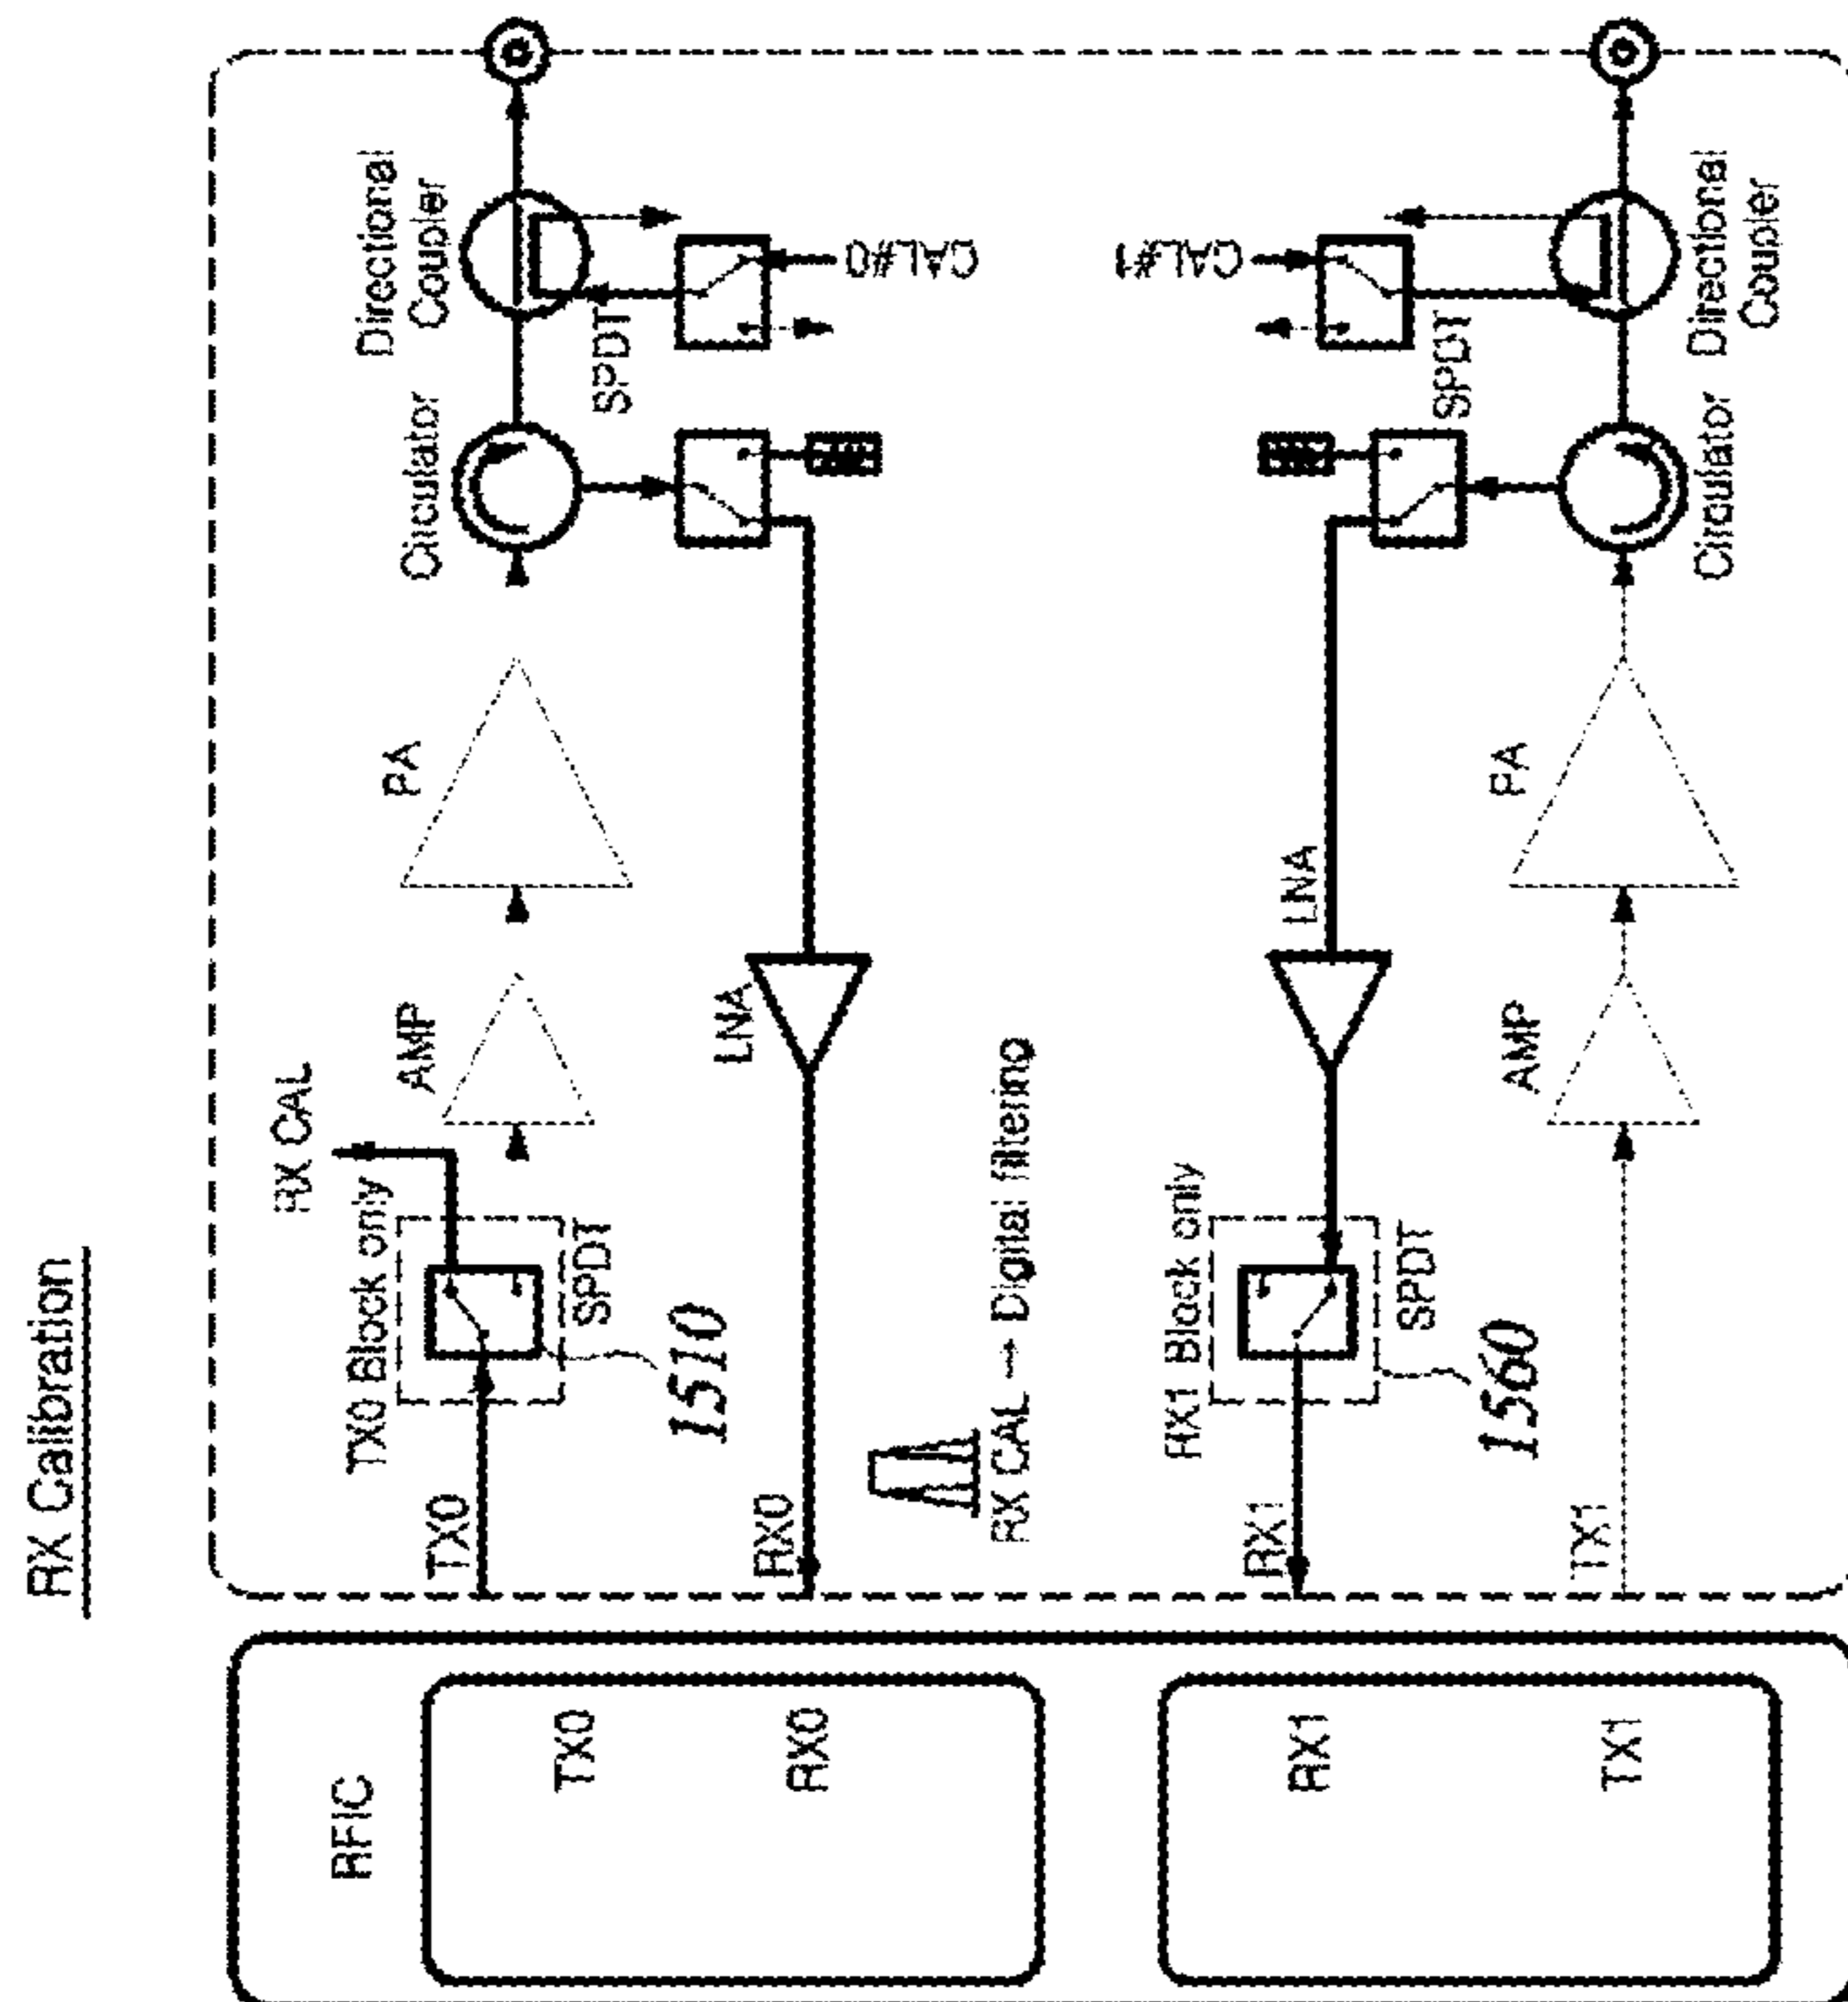 RX Calibration
RFIC
TX0
RX0
RX1
TX1
TX0
TX0 Block only
SPDT
1510
RX CAL
AMP
PA
Circulator
Directional
Coupler
SPDT
CAL#0
RX0
LNA
RX CAL → Digital filtering
RX1
RX1 Block only
SPDT
1560
LNA
SPDT
CAL#1
TX1
AMP
PA
Circulator
Directional
Coupler